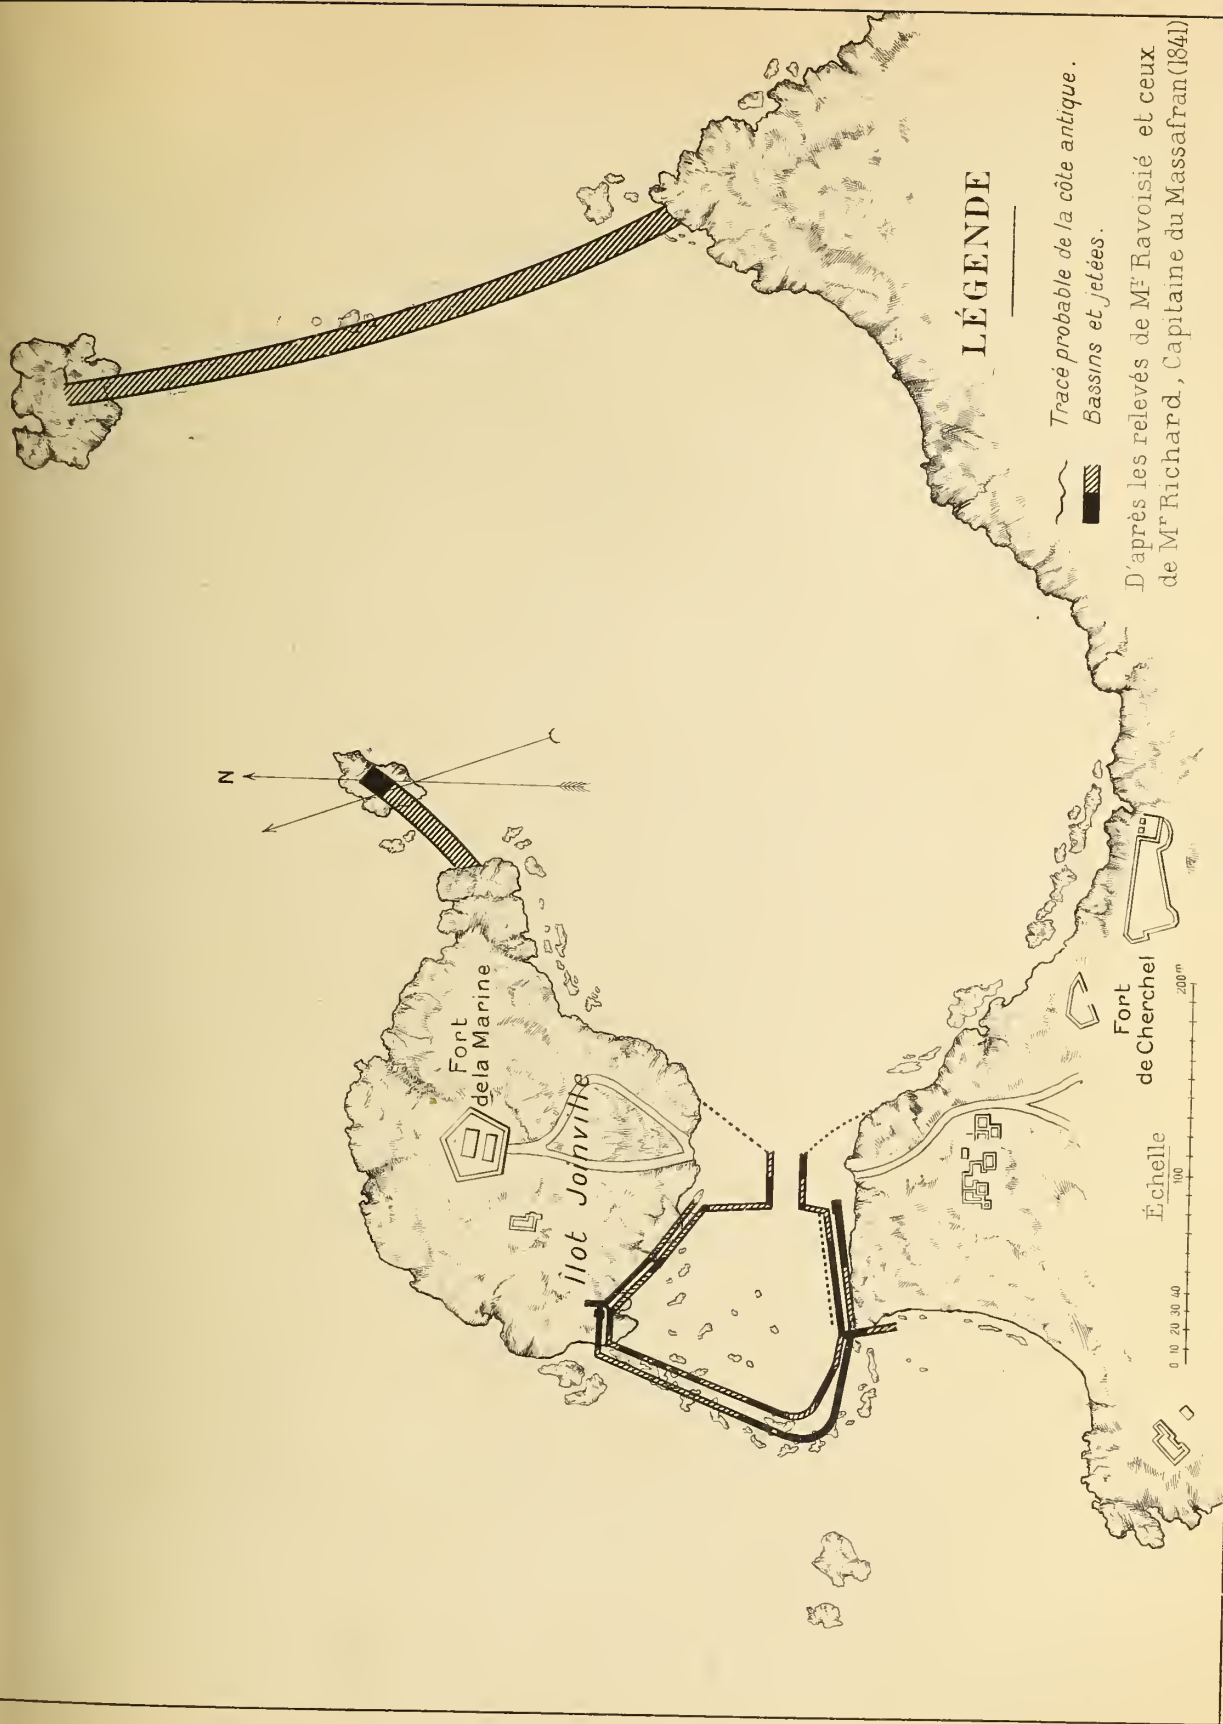 N
Fort
de la Marine
Îlot Joinville
LÉGENDE
Tracé probable de la côte antique.
Bassins et jetées.
D'après les relevés de Mr Ravoisié et ceux
de Mr Richard, Capitaine du Massafran (1841)
Fort
de Cherchel
Échelle
0 10 20 30 40 100 200m